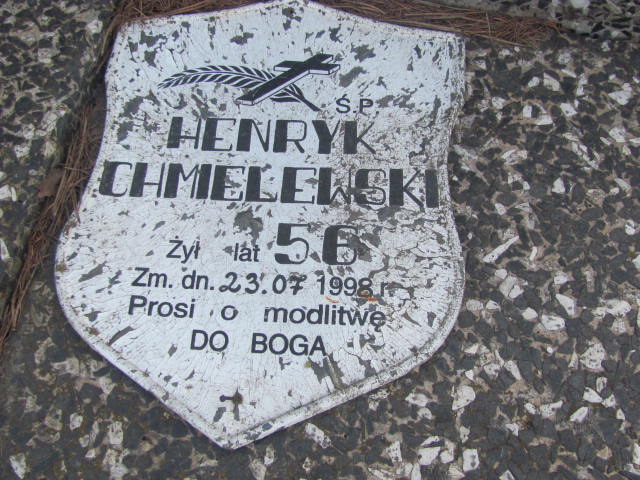 Ś.P.
HENRYK
CHMIELEWSKI
Żył lat 56
Zm. dn. 23.07 1998 r.
Prosi o modlitwę
DO BOGA